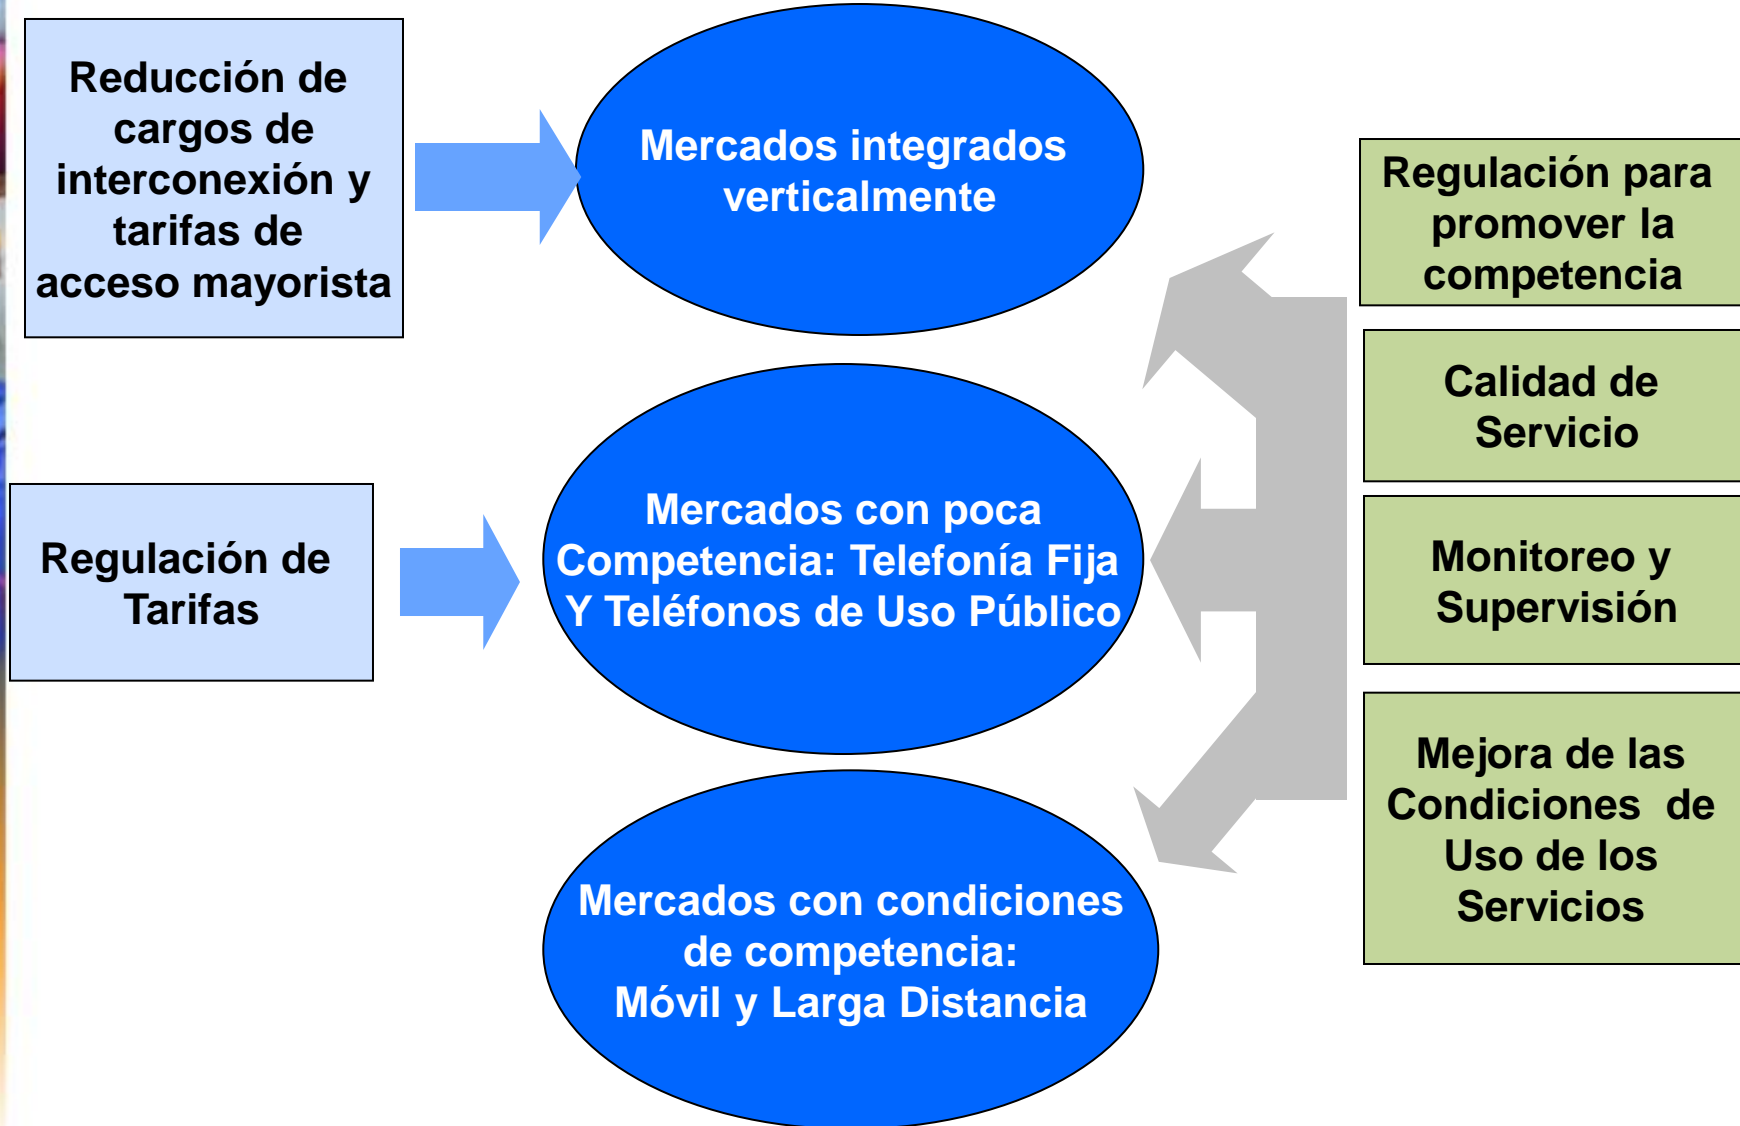 Reducción de
cargos de
interconexión y
tarifas de
acceso mayorista
Mercados integrados
verticalmente
Regulación para
promover la
competencia
Calidad de
Servicio
Regulación de
Tarifas
Mercados con poca
Competencia: Telefonía Fija
Y Teléfonos de Uso Público
Monitoreo y
Supervisión
Mejora de las
Condiciones de
Uso de los
Servicios
Mercados con condiciones
de competencia:
Móvil y Larga Distancia